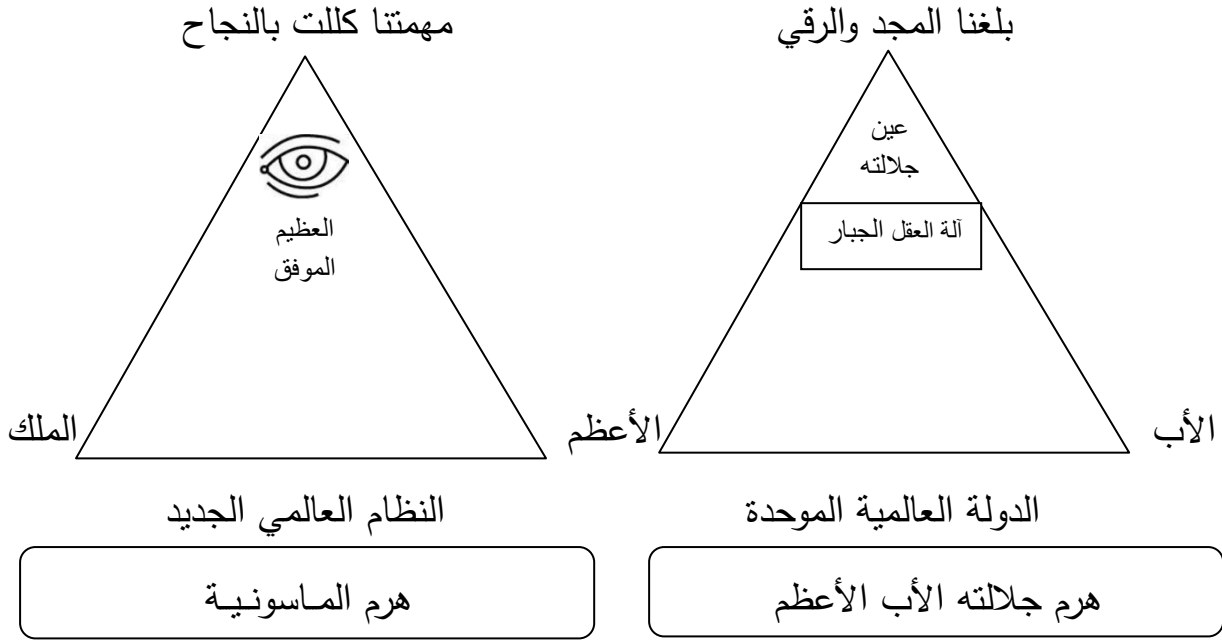 بلغنا المجد والرقي
مهمتنا كللت بالنجاح
عين
جلالته
آلة العقل الجبار
العظيم
الموفق
الأب
الأعظم
الملك
الدولة العالمية الموحدة
النظام العالمي الجديد
هرم جلالته الأب الأعظم
هرم المـاسونـيـة